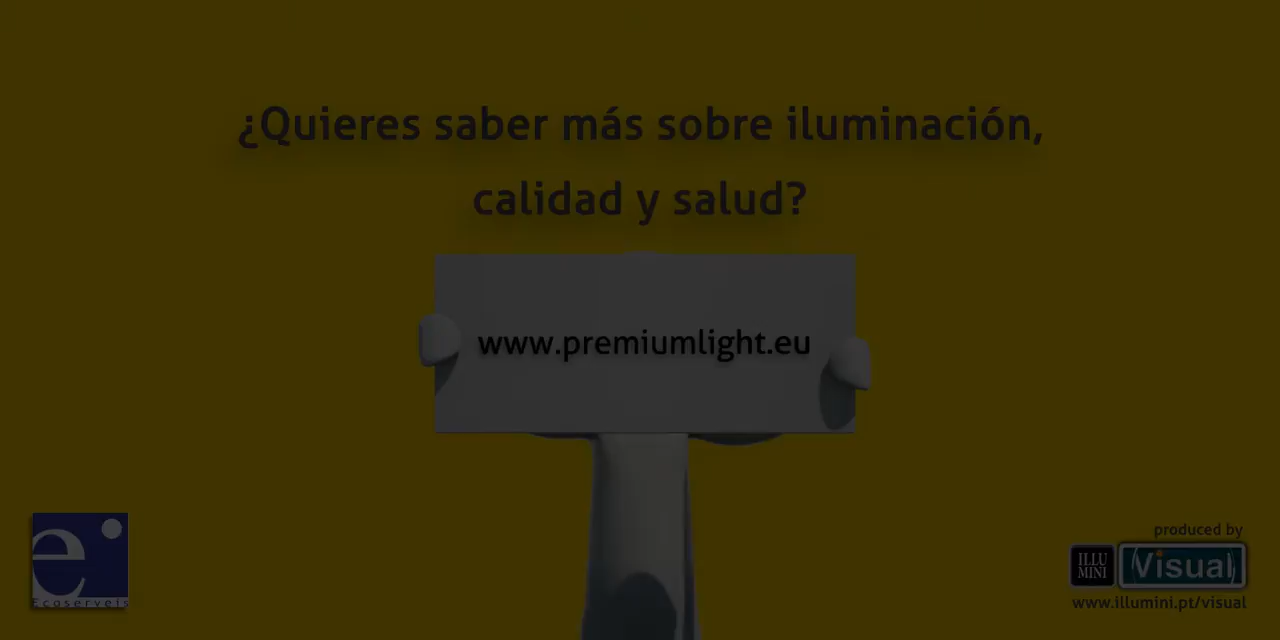 ¿Quieres saber más sobre iluminación,
calidad y salud?
www.premiumlight.eu
e
Ecoserveis
produced by
ILLU
MINI
Visual
www.illumini.pt/visual